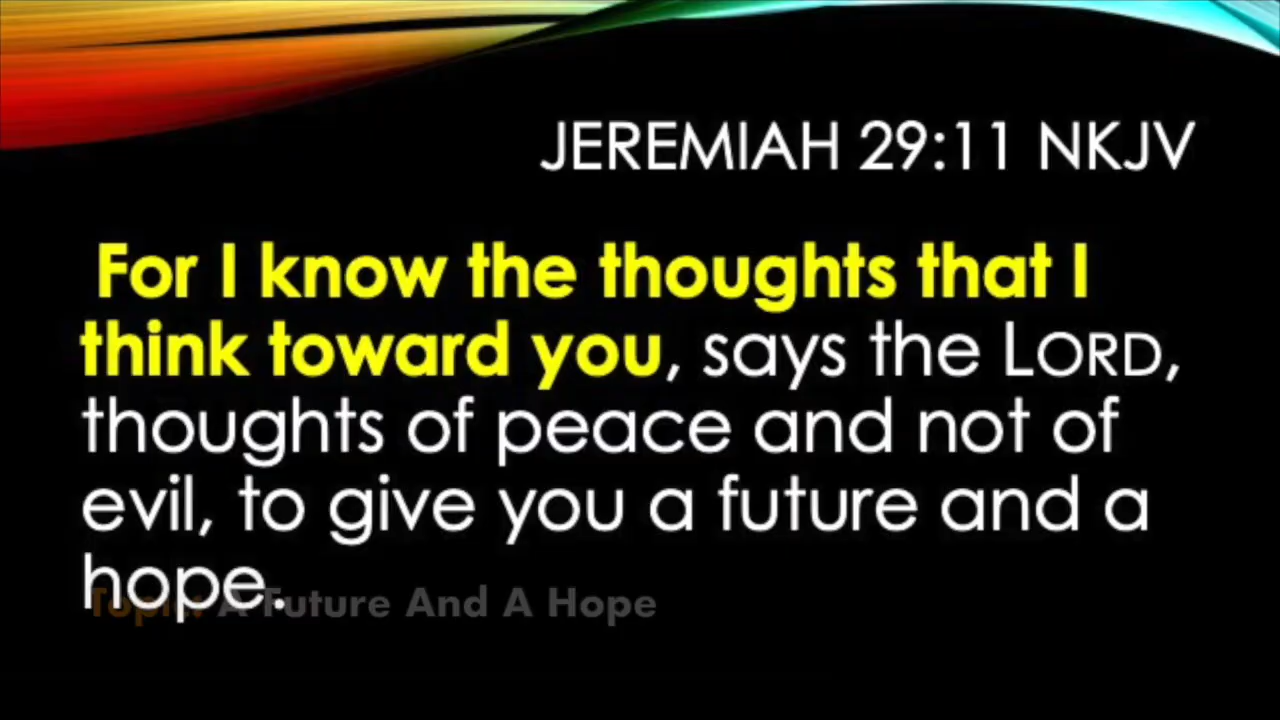 JEREMIAH 29:11 NKJV
For I know the thoughts that I
think toward you, says the LORD,
thoughts of peace and not of
evil, to give you a future and a
hope.
Topic: A Future And A Hope